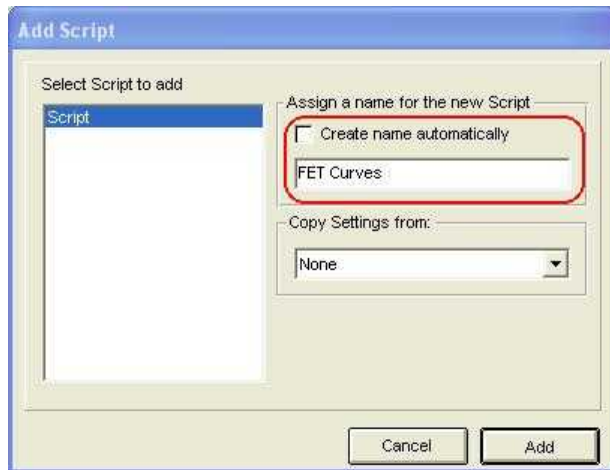 Add Script
Select Script to add
Script
Assign a name for the new Script
Create name automatically
FET Curves
Copy Settings from:
None
Cancel
Add